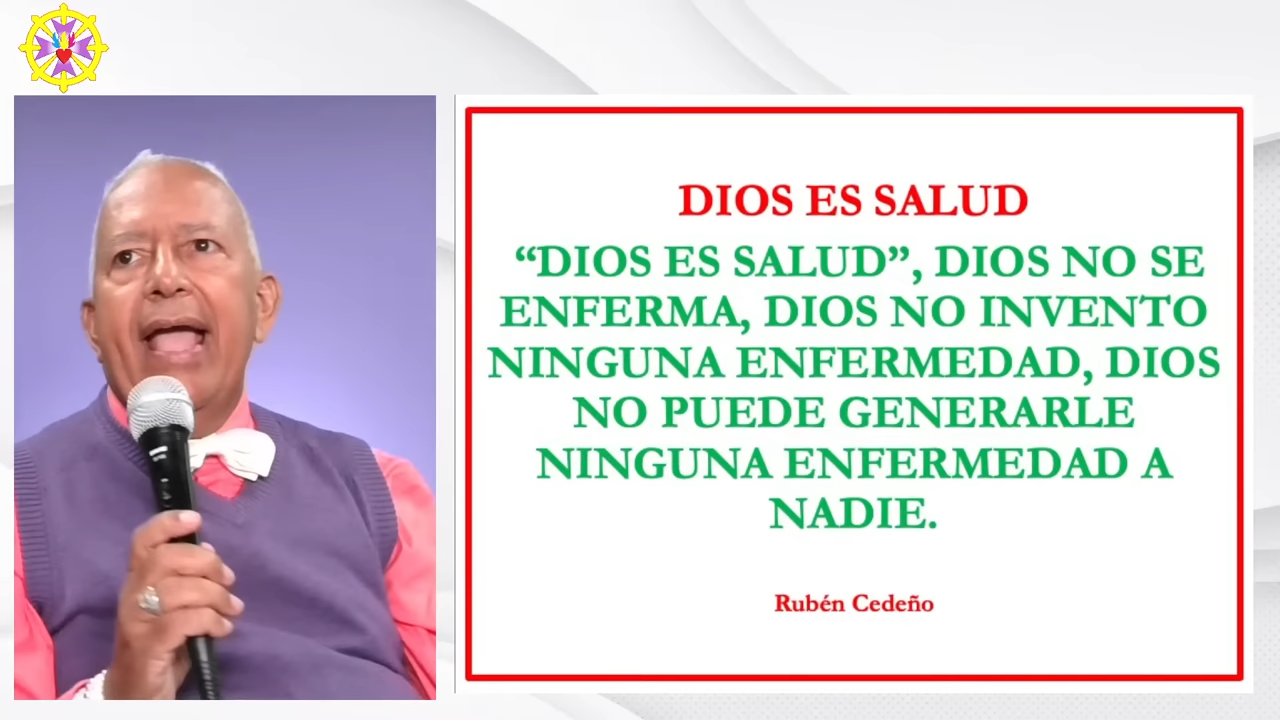 DIOS ES SALUD
“DIOS ES SALUD”, DIOS NO SE
ENFERMA, DIOS NO INVENTO
NINGUNA ENFERMEDAD, DIOS
NO PUEDE GENERARLE
NINGUNA ENFERMEDAD A
NADIE.
Rubén Cedeño